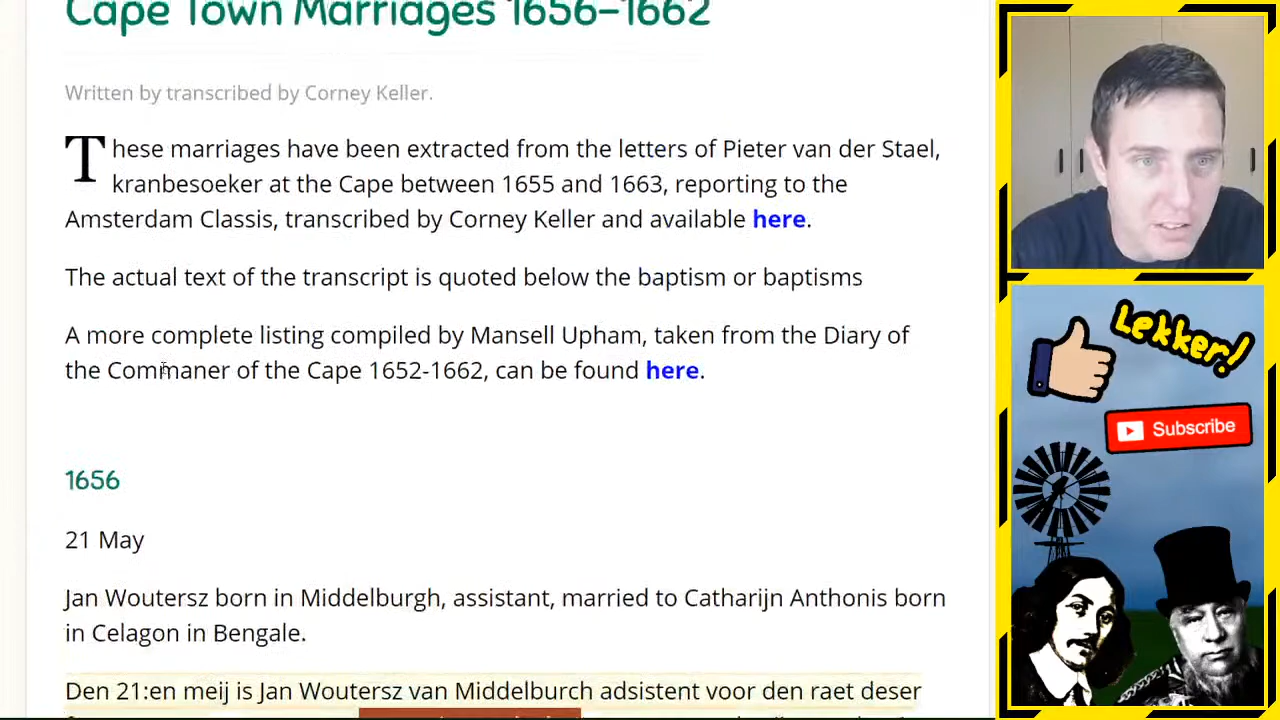 Cape Town Marriages 1656–1662
Written by transcribed by Corney Keller.
These marriages have been extracted from the letters of Pieter van der Stael,
kranbesoeker at the Cape between 1655 and 1663, reporting to the
Amsterdam Classis, transcribed by Corney Keller and available here.
The actual text of the transcript is quoted below the baptism or baptisms
A more complete listing compiled by Mansell Upham, taken from the Diary of
the Commaner of the Cape 1652-1662, can be found here.
1656
21 May
Jan Woutersz born in Middelburgh, assistant, married to Catharijn Anthonis born
in Celagon in Bengale.
Den 21:en meij is Jan Woutersz van Middelburch adsistent voor den raet deser
Lekker!
Subscribe